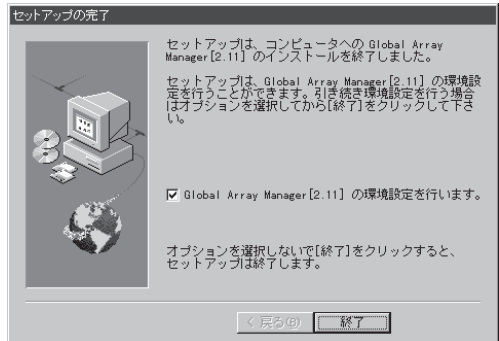 セットアップの完了
セットアップは、コンピュータへの Global Array
Manager[2.11] のインストールを終了しました。
セットアップは、Global Array Manager[2.11] の環境設
定を行うことができます。引き続き環境設定を行う場合
はオプションを選択してから[終了]をクリックして下さ
い。
Global Array Manager[2.11] の環境設定を行います。
オプションを選択しないで[終了]をクリックすると、
セットアップは終了します。
< 戻る(B)
終了